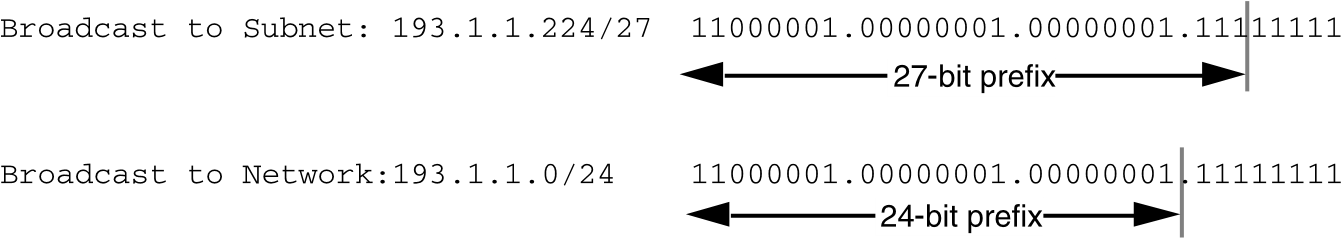 Broadcast to Subnet: 193.1.1.224/27 11000001.00000001.00000001.11111111
27-bit prefix
Broadcast to Network:193.1.1.0/24 11000001.00000001.00000001.11111111
24-bit prefix